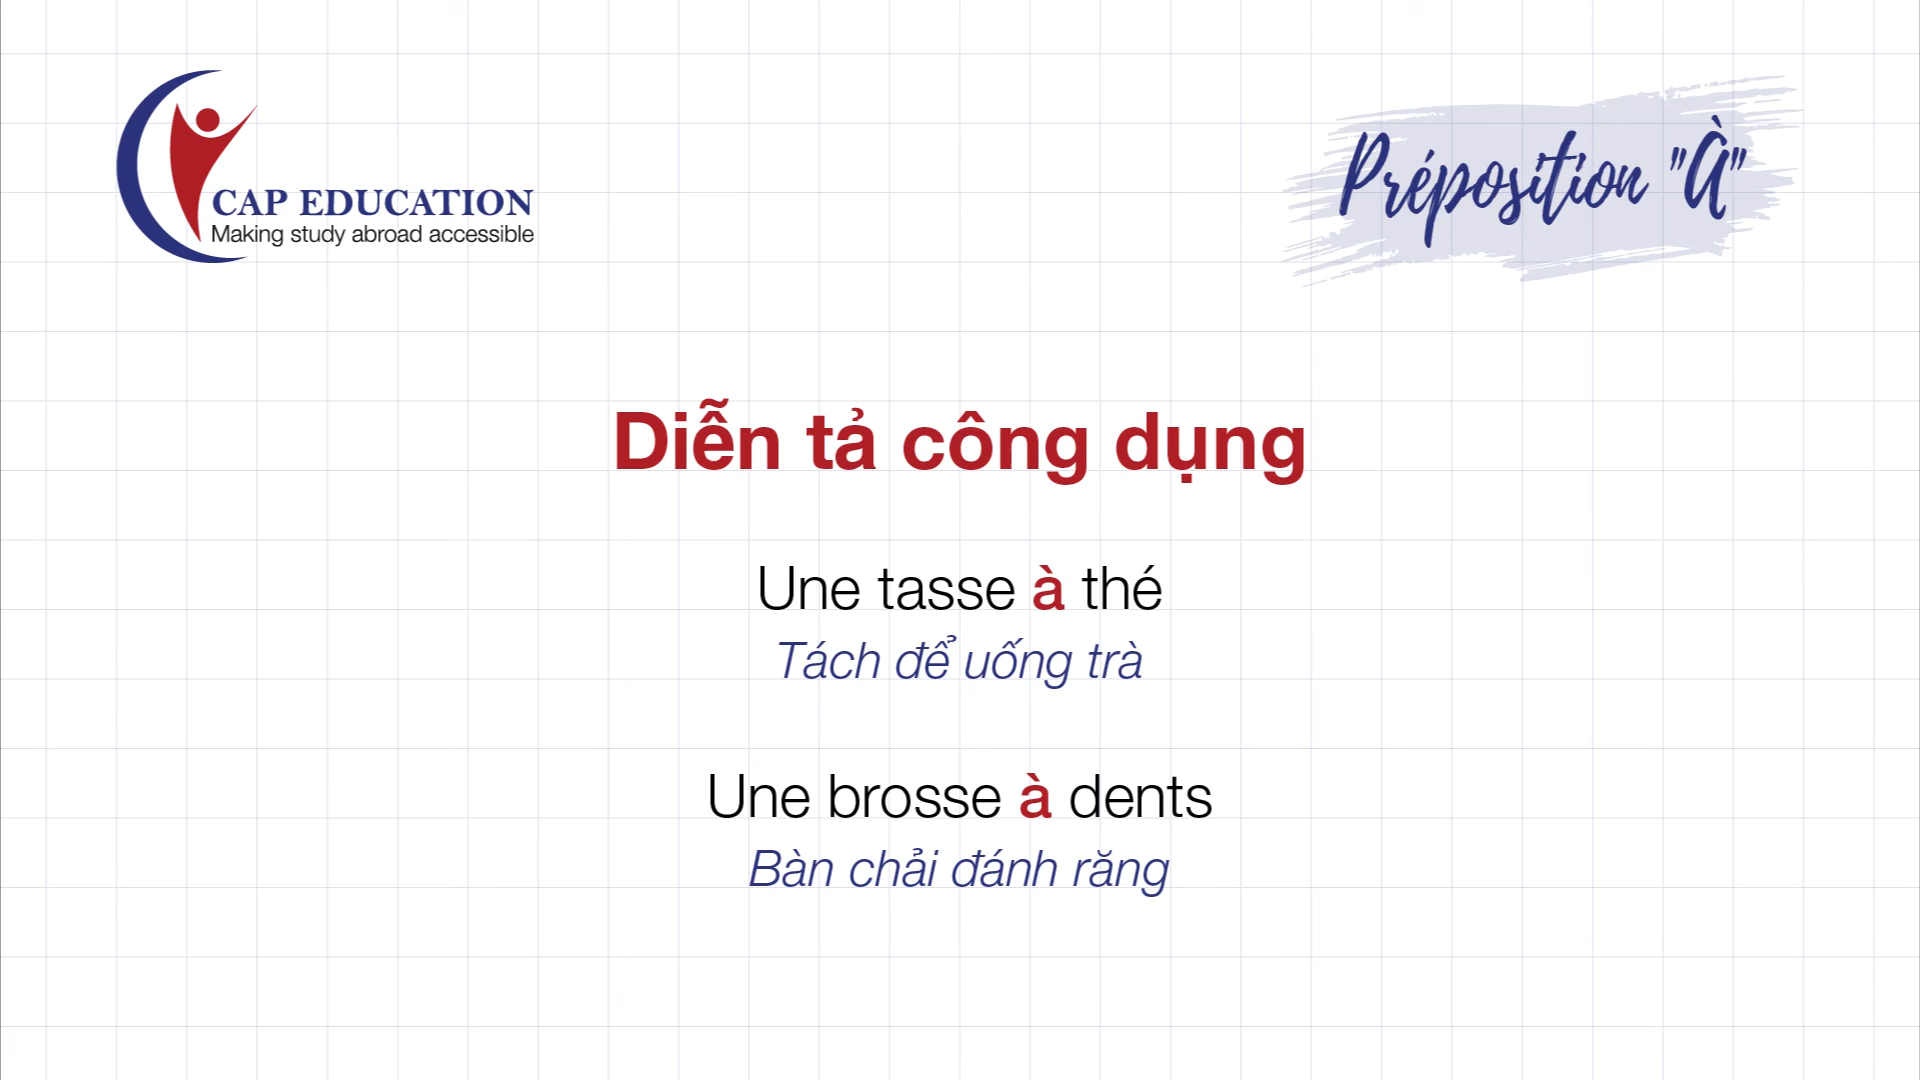 CAP EDUCATION
Making study abroad accessible
Préposition "À"
Diễn tả công dụng
Une tasse à thé
Tách để uống trà
Une brosse à dents
Bàn chải đánh răng